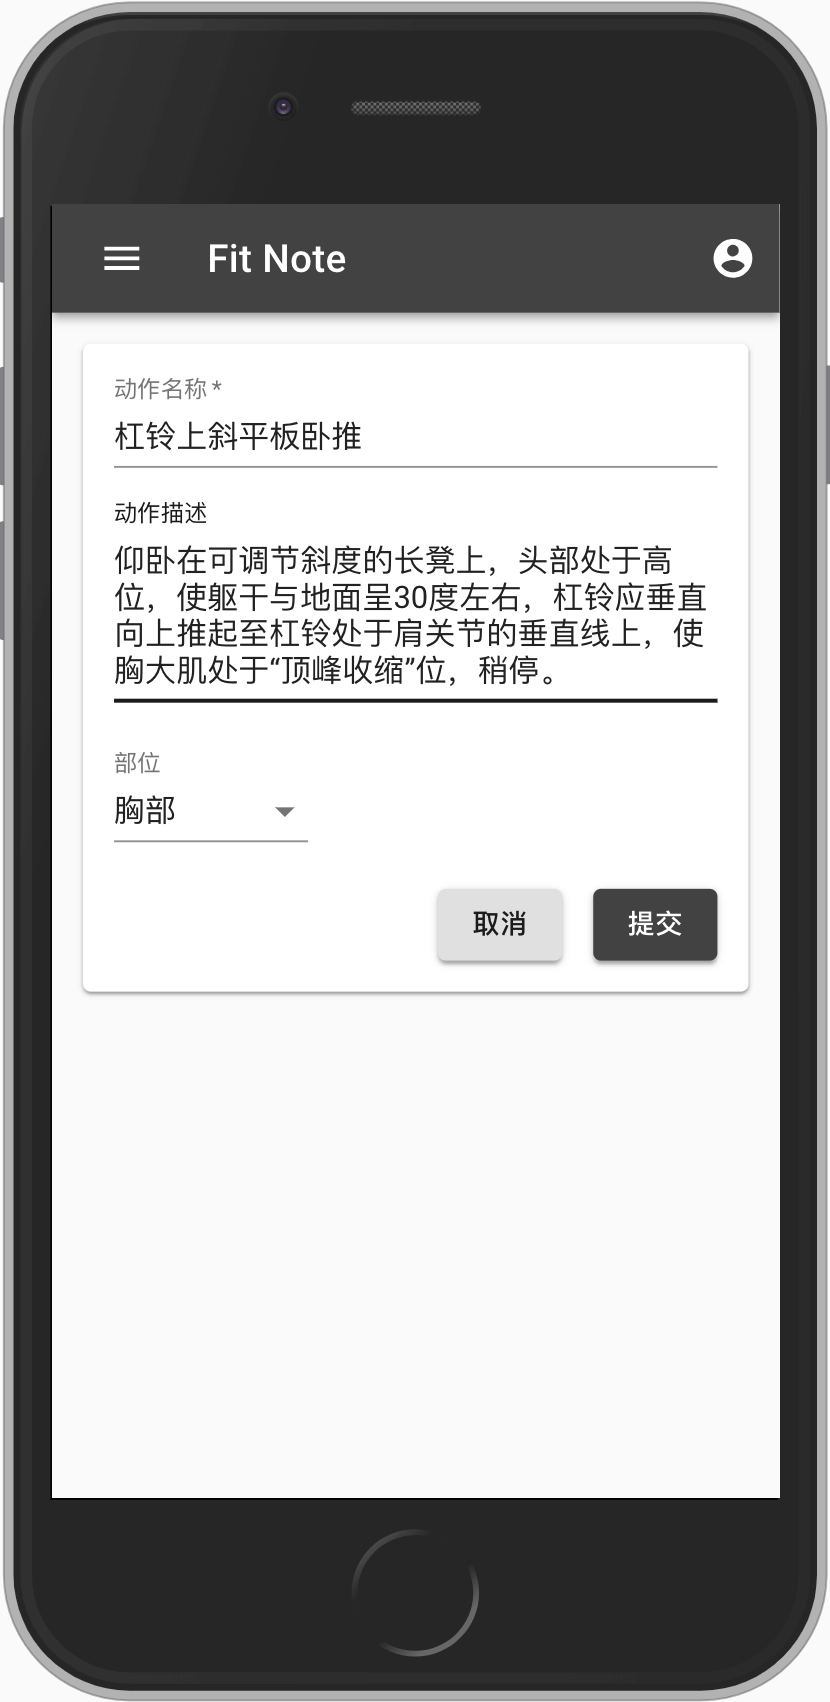 Fit Note
动作名称 *
杠铃上斜平板卧推
动作描述
仰卧在可调节斜度的长凳上，头部处于高
位，使躯干与地面呈30度左右，杠铃应垂直
向上推起至杠铃处于肩关节的垂直线上，使
胸大肌处于“顶峰收缩”位，稍停。
部位
胸部
取消 提交